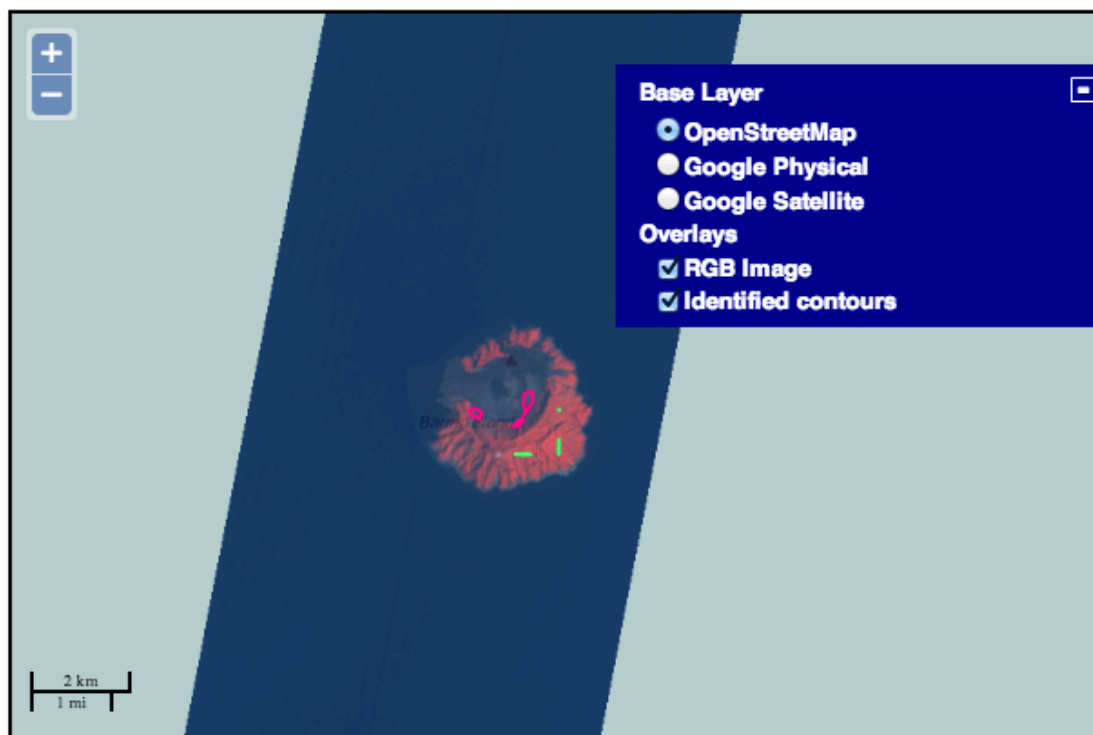 +
−
Base Layer
OpenStreetMap
Google Physical
Google Satellite
Overlays
RGB Image
Identified contours
2 km
1 mi